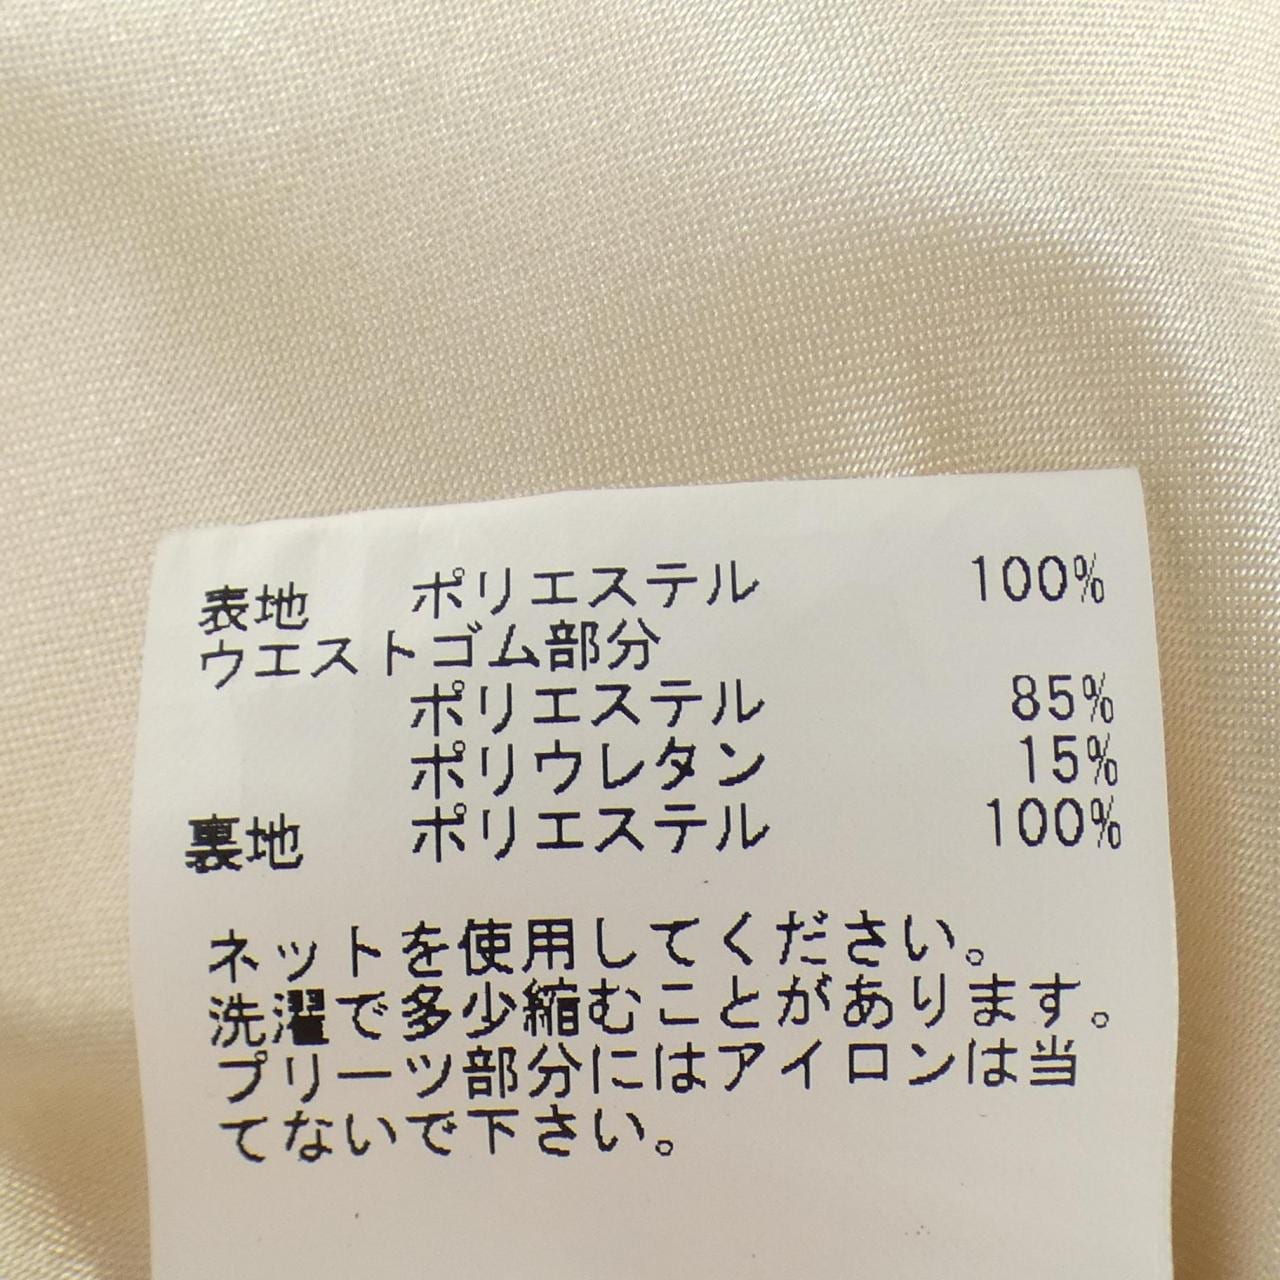 表地 ポリエステル 100%
ウエストゴム部分
ポリエステル 85%
ポリウレタン 15%
裏地 ポリエステル 100%
ネットを使用してください。
洗濯で多少縮むことがあります。
プリーツ部分にはアイロンは当
てないで下さい。